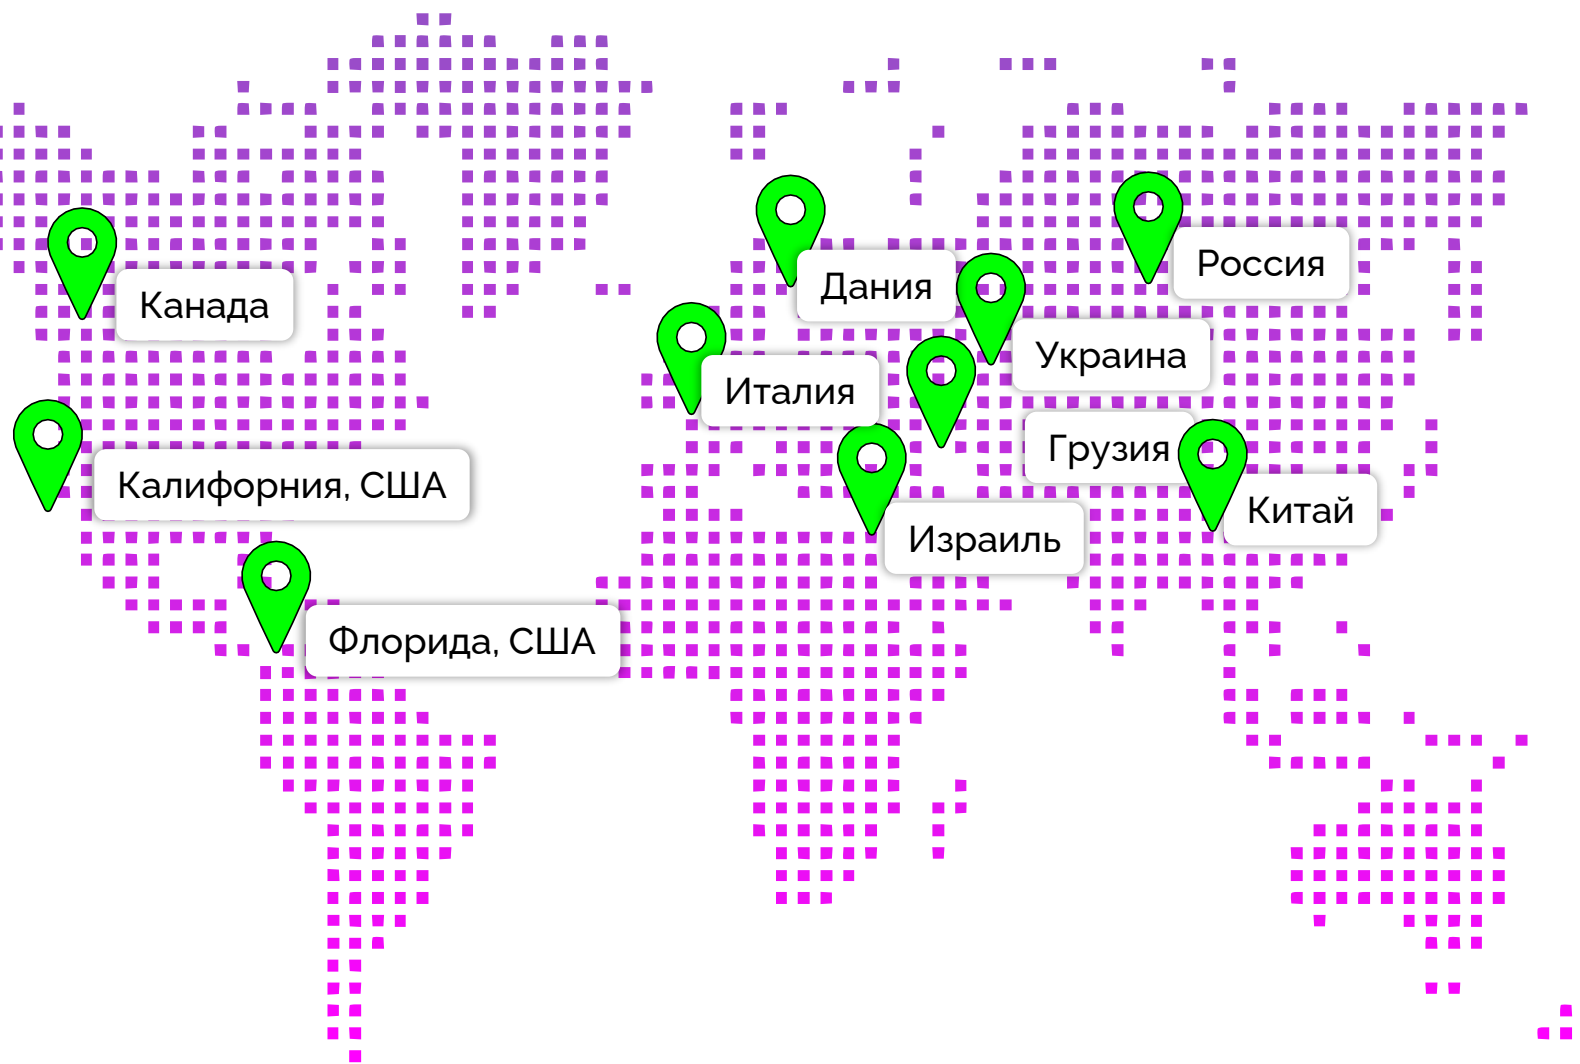 Россия
Дания
Канада
Украина
Италия
Грузия
Калифорния, США
Китай
Израиль
Флорида, США